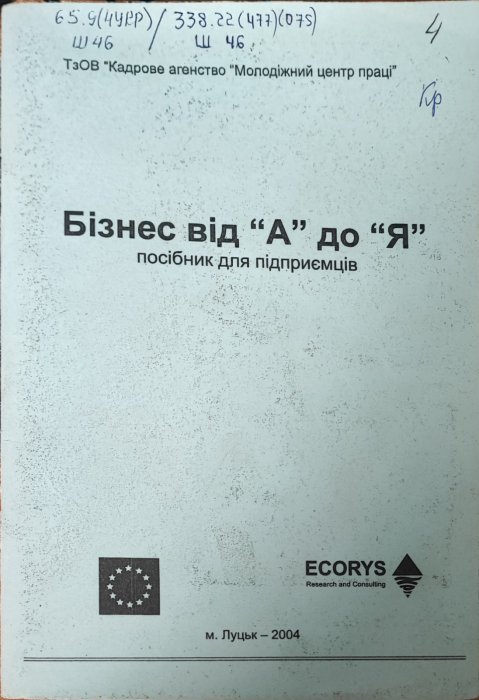 65.9(4УКР) / 338.22(477)(075)
Ш 46 Ш 46
4
ТзОВ "Кадрове агенство "Молодіжний центр праці"
Кр
Бізнес від “А” до “Я”
посібник для підприємців
ECORYS
Research and Consulting
м. Луцьк – 2004